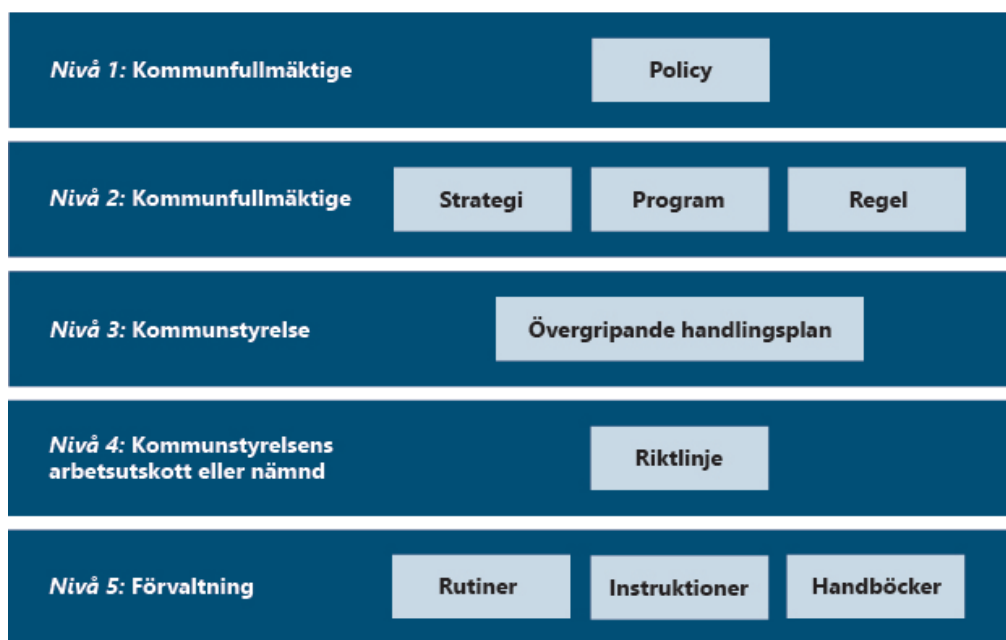 Nivå 1: Kommunfullmäktige
Policy
Nivå 2: Kommunfullmäktige
Strategi
Program
Regel
Nivå 3: Kommunstyrelse
Övergripande handlingsplan
Nivå 4: Kommunstyrelsens
arbetsutskott eller nämnd
Riktlinje
Nivå 5: Förvaltning
Rutiner
Instruktioner
Handböcker